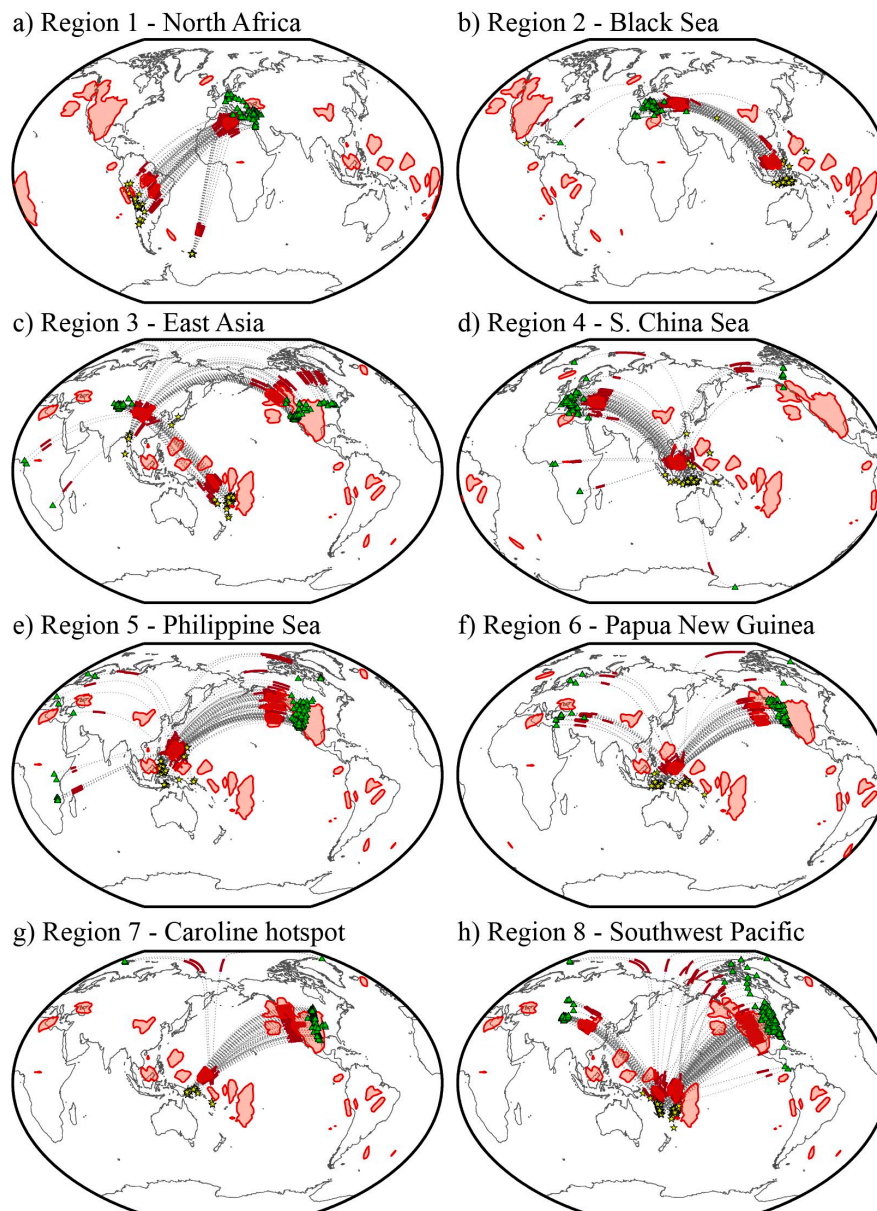 a) Region 1 - North Africa
b) Region 2 - Black Sea
c) Region 3 - East Asia
d) Region 4 - S. China Sea
e) Region 5 - Philippine Sea
f) Region 6 - Papua New Guinea
g) Region 7 - Caroline hotspot
h) Region 8 - Southwest Pacific